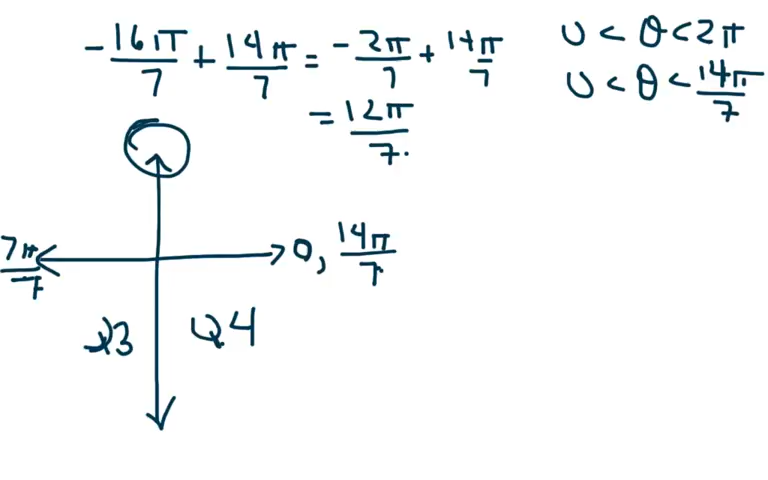 -16π/7 + 14π/7 = -2π/7 + 14π/7
= 12π/7.
0 < θ < 2π
0 < θ < 14π/7
7π/7
0, 14π/7
Q3 Q4